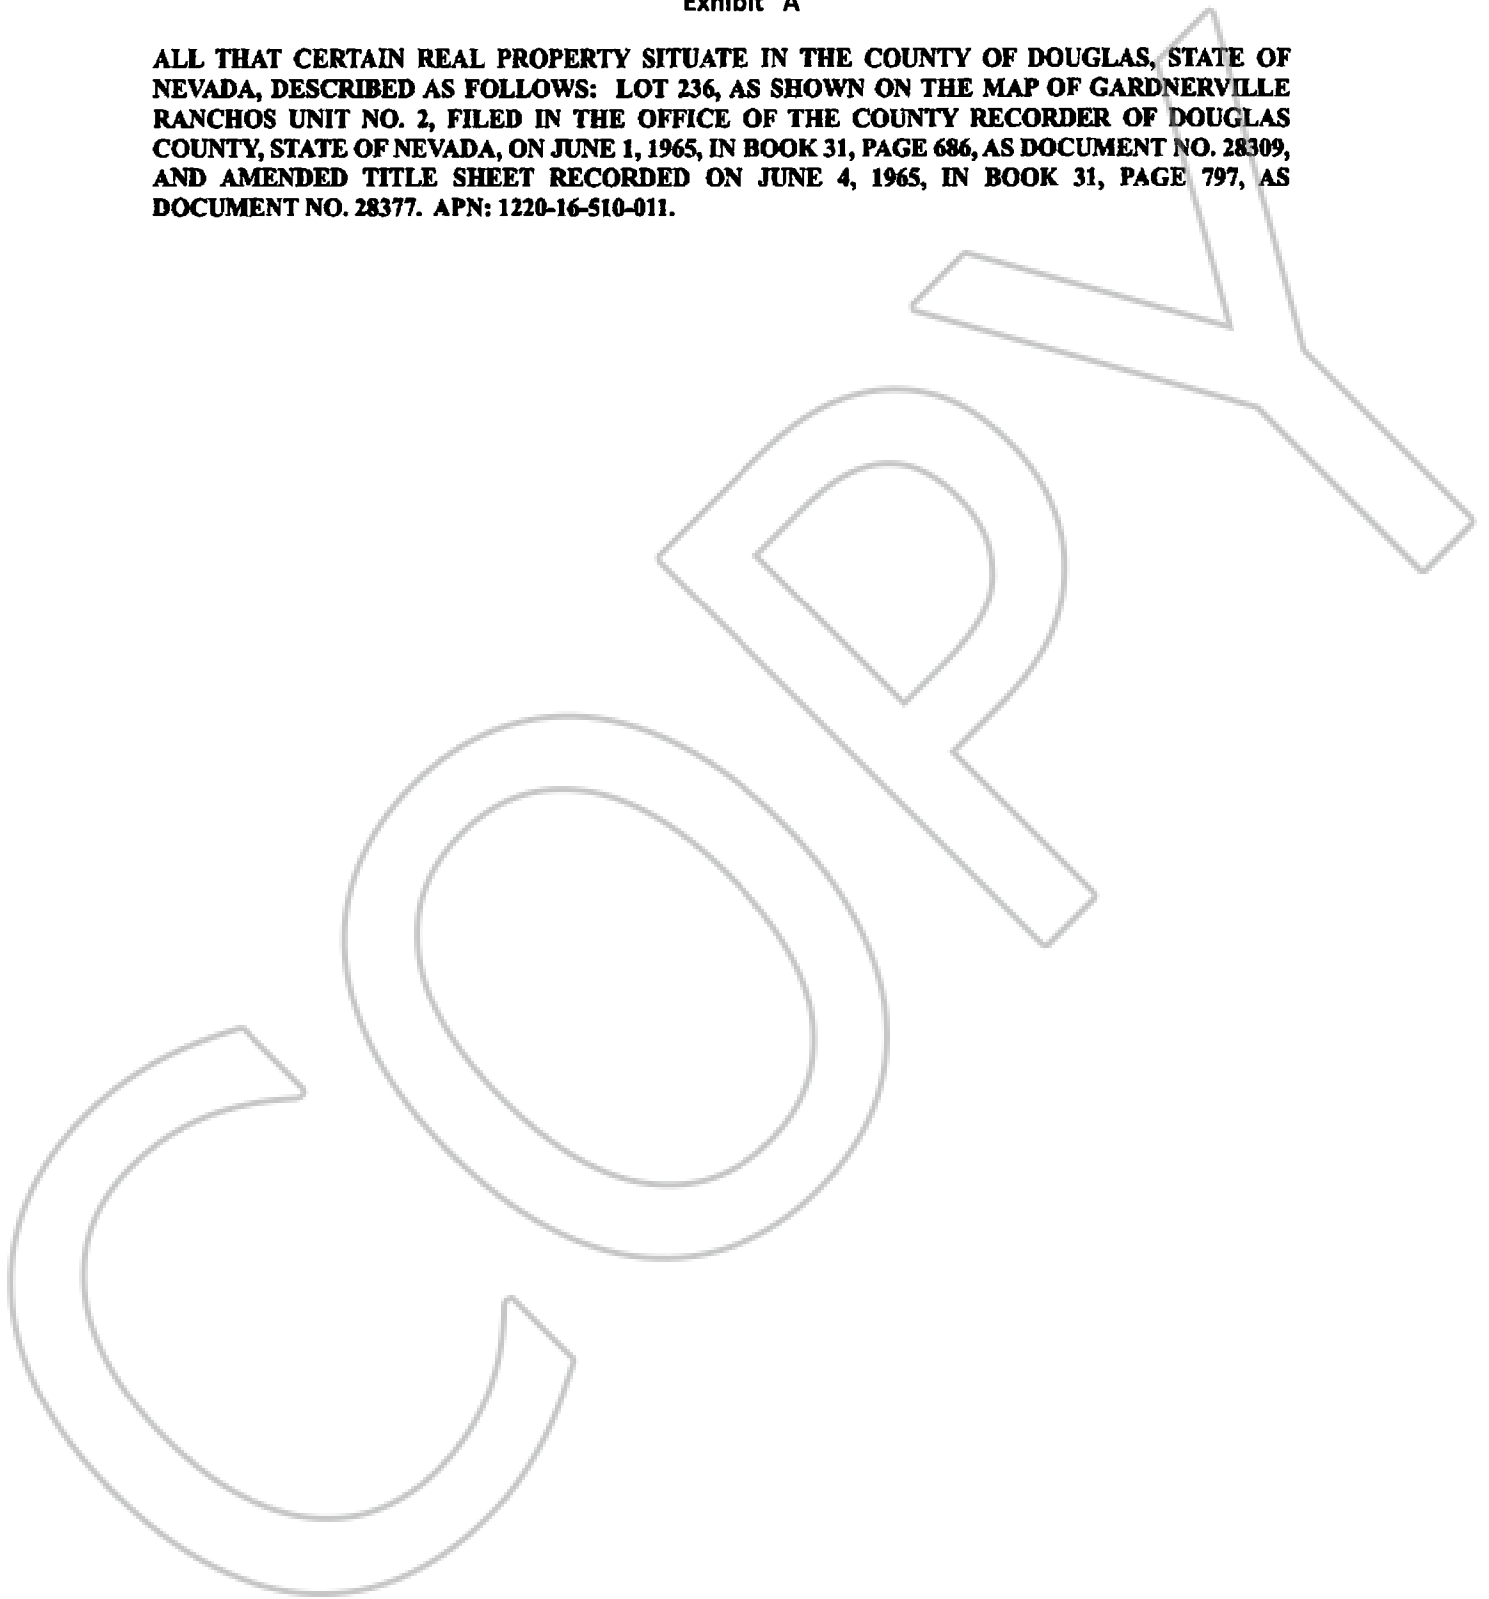 Exhibit "A
ALL THAT CERTAIN REAL PROPERTY SITUATE IN THE COUNTY OF DOUGLAS, STATE OF
NEVADA, DESCRIBED AS FOLLOWS: LOT 236, AS SHOWN ON THE MAP OF GARDNERVILLE
RANCHOS UNIT NO. 2, FILED IN THE OFFICE OF THE COUNTY RECORDER OF DOUGLAS
COUNTY, STATE OF NEVADA, ON JUNE 1, 1965, IN BOOK 31, PAGE 686, AS DOCUMENT NO. 28309,
AND AMENDED TITLE SHEET RECORDED ON JUNE 4, 1965, IN BOOK 31, PAGE 797, AS
DOCUMENT NO. 28377. APN: 1220-16-510-011.
COPY